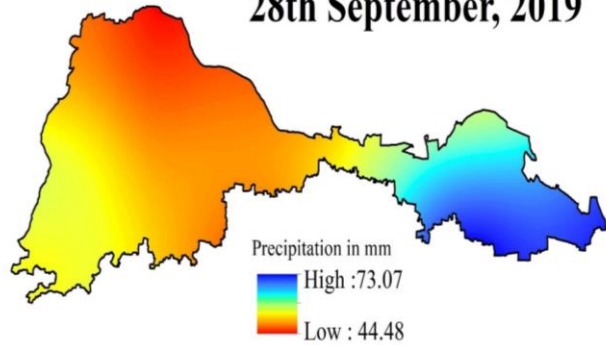 28th September, 2019
Precipitation in mm
High :73.07
Low : 44.48